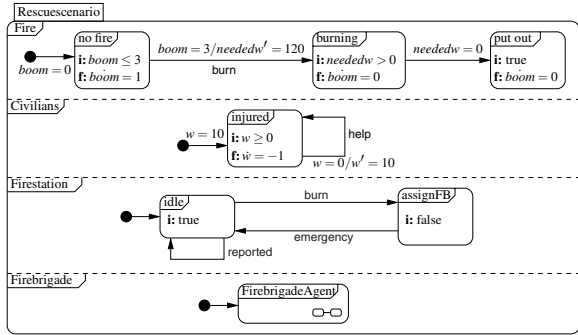 Rescuescenario
Fire
no fire
i: boom ≤ 3
f: ḃoom = 1
boom = 0
boom = 3/neededw′ = 120
burn
burning
i: neededw > 0
f: ḃoom = 0
neededw = 0
put out
i: true
f: ḃoom = 0
Civilians
w = 10
injured
i: w ≥ 0
f: ẇ = −1
help
w = 0/w′ = 10
Firestation
idle
i: true
burn
assignFB
i: false
emergency
reported
Firebrigade
FirebrigadeAgent